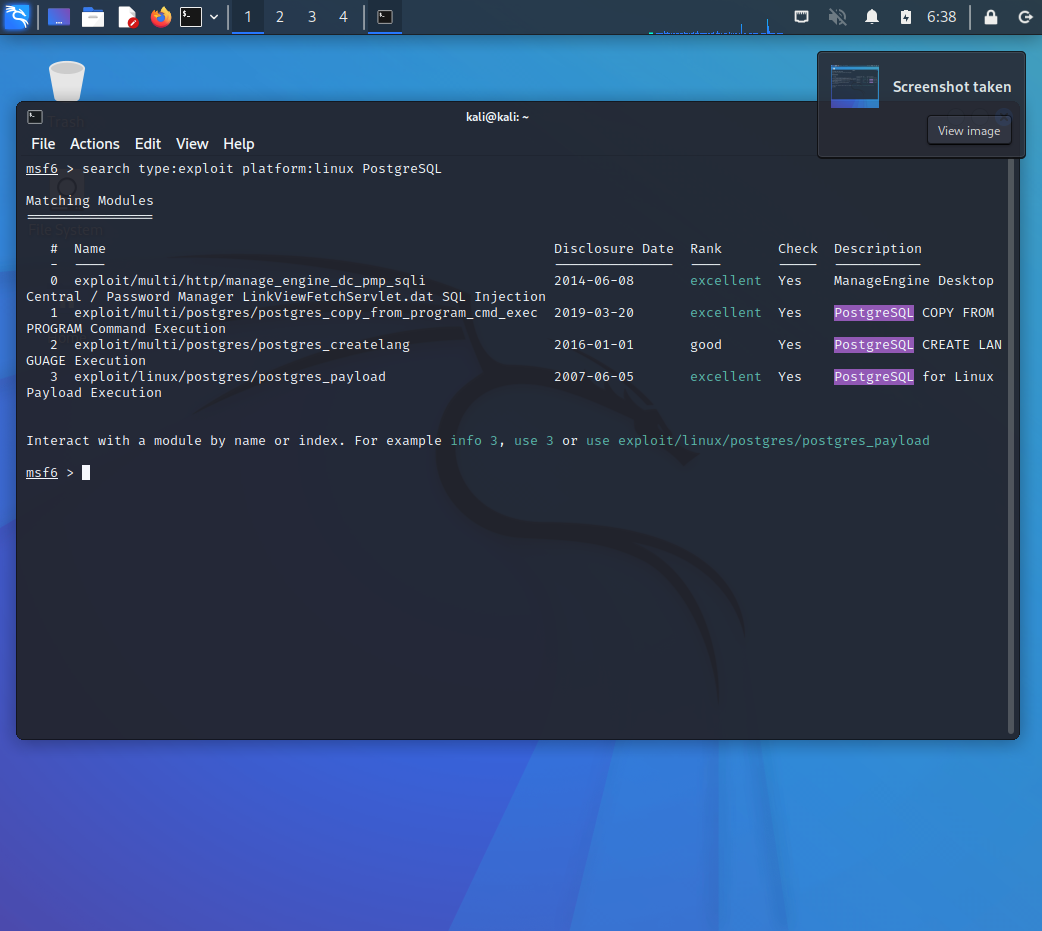 1 2 3 4 6:38
Screenshot taken
View image
Trash
kali@kali: ~
File Actions Edit View Help
msf6 > search type:exploit platform:linux PostgreSQL
Matching Modules
File System
# Name Disclosure Date Rank Check Description
- ---- --------------- ---- ----- -----------
0 exploit/multi/http/manage_engine_dc_pmp_sqli 2014-06-08 excellent Yes ManageEngine Desktop
Central / Password Manager LinkViewFetchServlet.dat SQL Injection
1 exploit/multi/postgres/postgres_copy_from_program_cmd_exec 2019-03-20 excellent Yes PostgreSQL COPY FROM
PROGRAM Command Execution
2 exploit/multi/postgres/postgres_createlang 2016-01-01 good Yes PostgreSQL CREATE LAN
GUAGE Execution
3 exploit/linux/postgres/postgres_payload 2007-06-05 excellent Yes PostgreSQL for Linux
Payload Execution
Interact with a module by name or index. For example info 3, use 3 or use exploit/linux/postgres/postgres_payload
msf6 >